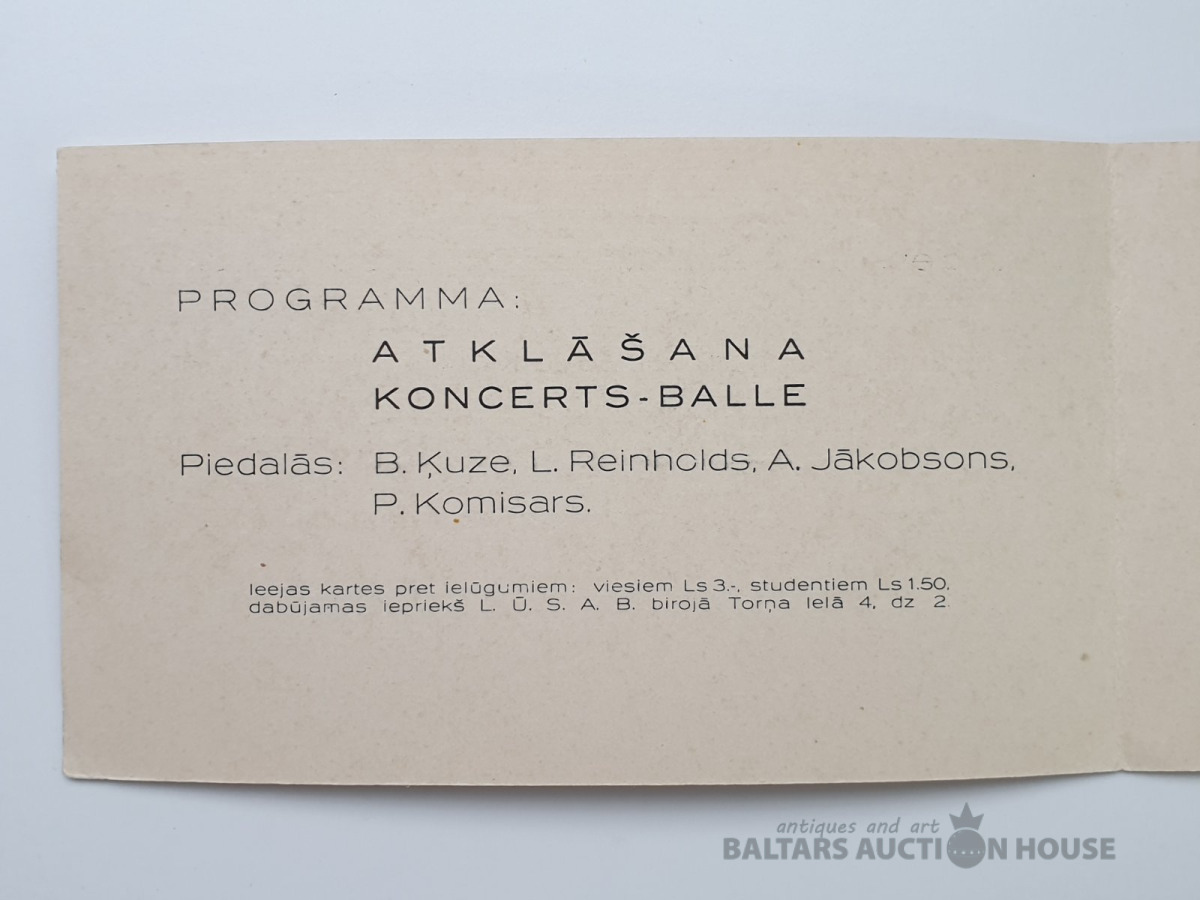 PROGRAMMA:
ATKLĀŠANA
KONCERTS-BALLE
Piedalās: B. Ķuze, L. Reinholds, A. Jākobsons,
P. Komisars.
Ieejas kartes pret ielūgumiem: viesiem Ls 3.-, studentiem Ls 1.50,
dabūjamas iepriekš L. Ū. S. A. B. birojā Torņa Ielā 4, dz 2
antiques and art
BALTARS AUCTION HOUSE